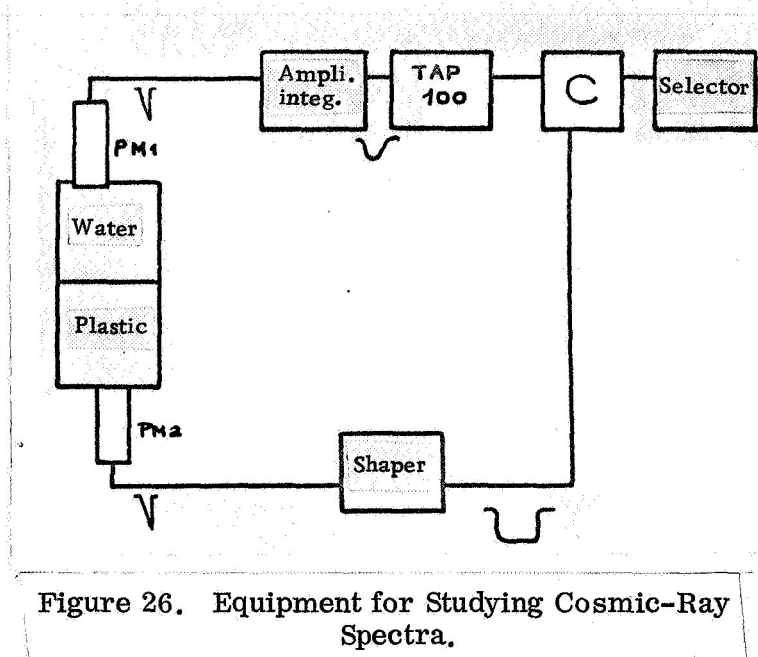 Ampli.
integ.
TAP
100
C
Selector
PM1
Water
Plastic
PM2
Shaper
Figure 26. Equipment for Studying Cosmic-Ray
Spectra.